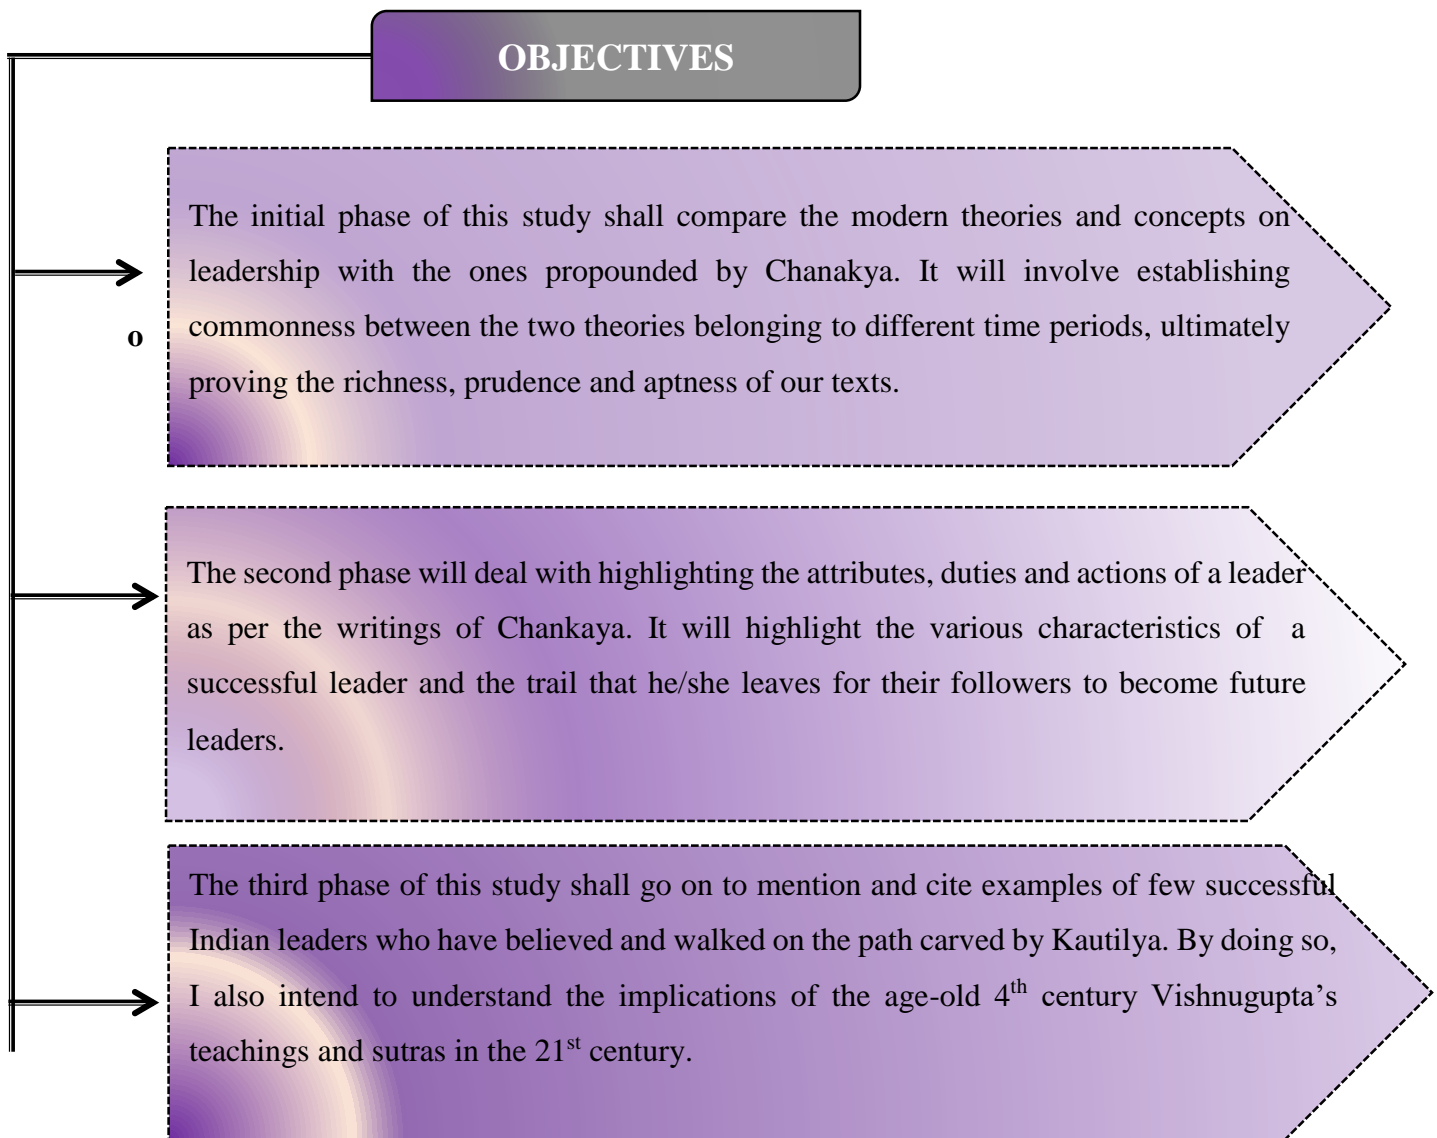 OBJECTIVES
The initial phase of this study shall compare the modern theories and concepts on
leadership with the ones propounded by Chanakya. It will involve establishing
o
commonness between the two theories belonging to different time periods, ultimately
proving the richness, prudence and aptness of our texts.
The second phase will deal with highlighting the attributes, duties and actions of a leader
as per the writings of Chankaya. It will highlight the various characteristics of a
successful leader and the trail that he/she leaves for their followers to become future
leaders.
The third phase of this study shall go on to mention and cite examples of few successful
Indian leaders who have believed and walked on the path carved by Kautilya. By doing so,
I also intend to understand the implications of the age-old 4th century Vishnugupta’s
teachings and sutras in the 21st century.